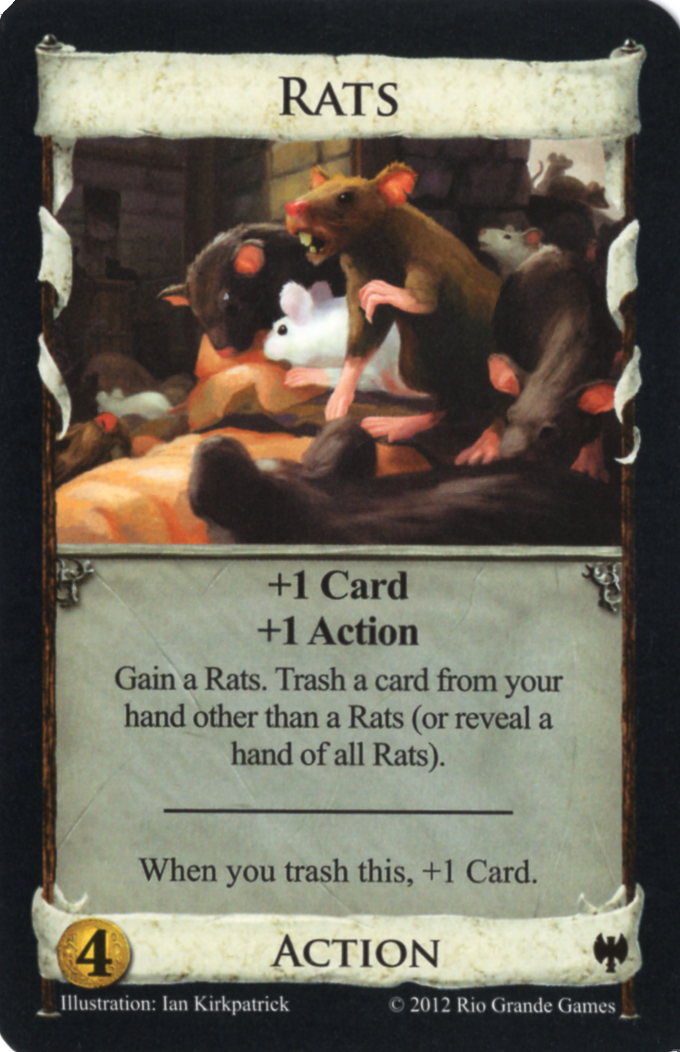 RATS
+1 Card
+1 Action
Gain a Rats. Trash a card from your
hand other than a Rats (or reveal a
hand of all Rats).
When you trash this, +1 Card.
4
ACTION
Illustration: Ian Kirkpatrick
© 2012 Rio Grande Games